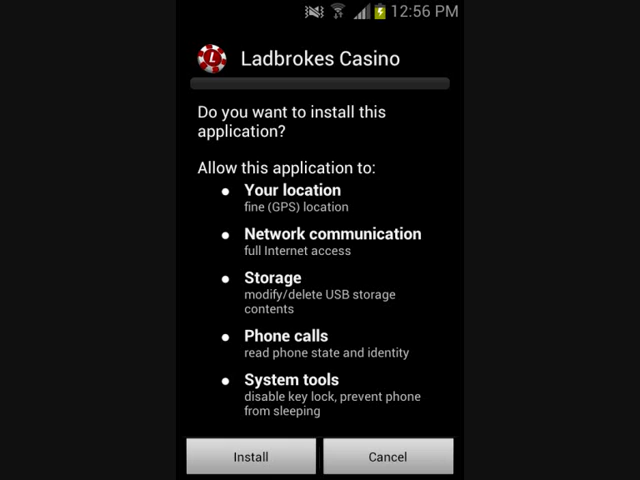 12:56 PM
L
Ladbrokes Casino
Do you want to install this
application?
Allow this application to:
Your location
fine (GPS) location
Network communication
full Internet access
Storage
modify/delete USB storage
contents
Phone calls
read phone state and identity
System tools
disable key lock, prevent phone
from sleeping
Install
Cancel